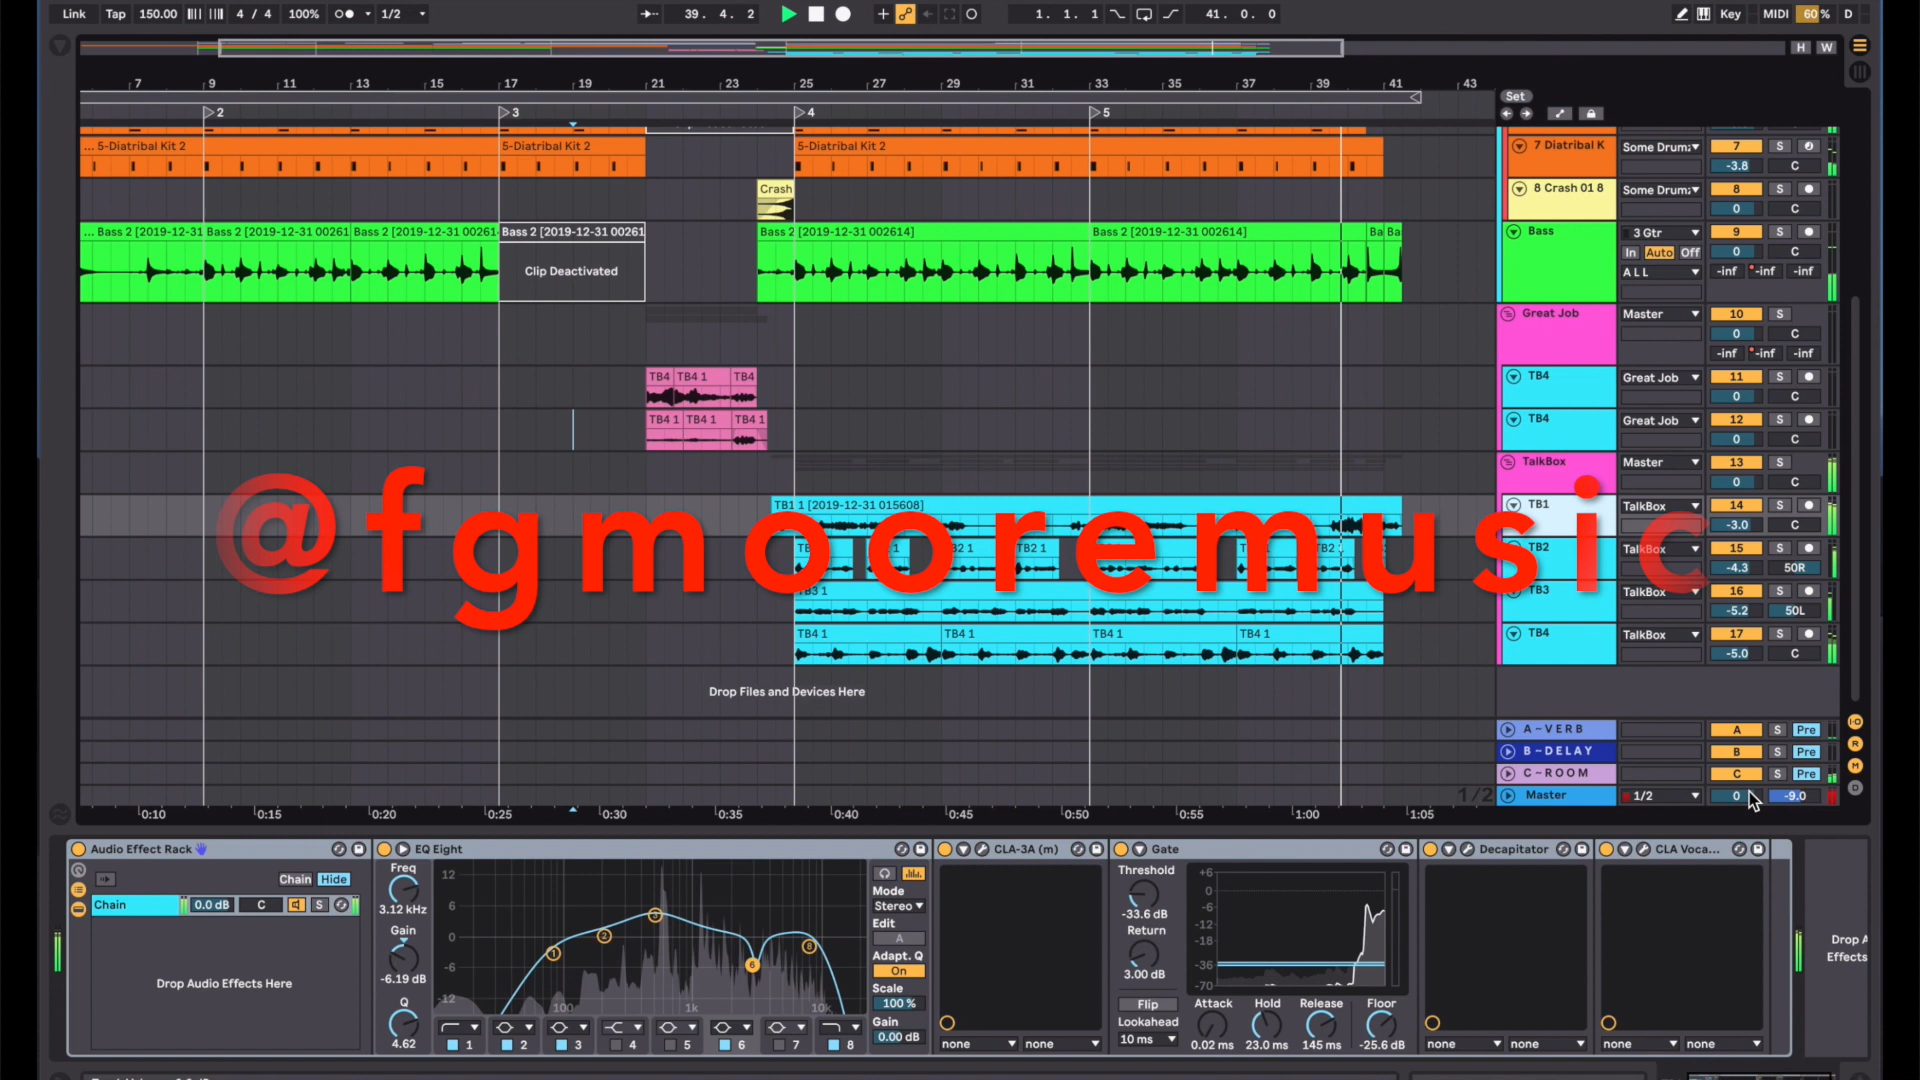 Link Tap 150.00 4 / 4 100% 1/2 39. 4. 2 1. 1. 1 41. 0. 0 Key MIDI 60 % D
H W
7 9 11 13 15 17 19 21 23 25 27 29 31 33 35 37 39 41 43
Set
2 3 4 5
... 5-Diatribal Kit 2 5-Diatribal Kit 2 5-Diatribal Kit 2 7 Diatribal K Some Drum: 7 S
-3.8 C
Crash 8 Crash 01 8 Some Drum: 8 S
0 C
... Bass 2 [2019-12-31 Bass 2 [2019-12-31 00261 Bass 2 [2019-12-31 00261 Bass 2 [2019-12-31 00261 Bass 2 [2019-12-31 002614] Bass 2 [2019-12-31 002614] Ba Ba Bass 3 Gtr 9 S
In Auto Off 0 C
Clip Deactivated ALL -inf -inf -inf
Great Job Master 10 S
0 C
-inf -inf -inf
TB4 TB4 1 TB4 TB4 Great Job 11 S
0 C
TB4 1 TB4 1 TB4 1 TB4 Great Job 12 S
0 C
TalkBox Master 13 S
0 C
TB1 1 [2019-12-31 015608] TB1 TalkBox 14 S
-3.0 C
@fgmooremusic
TB2 1 TB2 TalkBox 15 S
-4.3 50R
TB3 1 TB3 TalkBox 16 S
-5.2 50L
TB4 1 TB4 1 TB4 1 TB4 1 TB4 TalkBox 17 S
-5.0 C
Drop Files and Devices Here
A-VERB A S Pre
B-DELAY B S Pre
C-ROOM C S Pre
1/2 Master 1/2 0 -9.0
0:10 0:15 0:20 0:25 0:30 0:35 0:40 0:45 0:50 0:55 1:00 1:05
Audio Effect Rack EQ Eight CLA-3A (m) Gate Decapitator CLA Voca...
Chain Hide
Chain 0.0 dB C S
Drop Audio Effects Here
Freq
3.12 kHz
Gain
-6.19 dB
Q
4.62
12
6
0
-6
-12
100 1k 10k
1 2 3 6 8
1 2 3 4 5 6 7 8
Mode
Stereo
Edit
A
Adapt. Q
On
Scale
100 %
Gain
0.00 dB
none none
Threshold
-33.6 dB
Return
3.00 dB
Flip
Lookahead
10 ms
+6
0
-6
-12
-18
-36
-70
Attack Hold Release Floor
0.02 ms 23.0 ms 145 ms -25.6 dB
none none
none none
Drop A
Effects